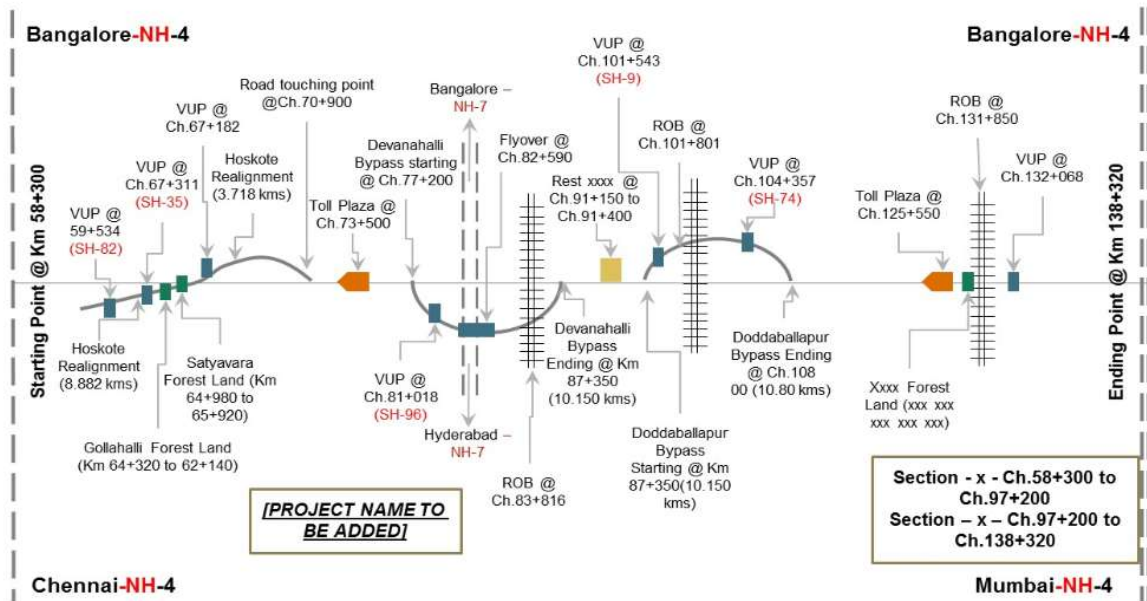 Bangalore-NH-4
Bangalore-NH-4
Starting Point @ Km 58+300
Ending Point @ Km 138+320
VUP @
59+534
(SH-82)
VUP @
Ch.67+311
(SH-35)
VUP @
Ch.67+182
Hoskote
Realignment
(3.718 kms)
Road touching point
@Ch.70+900
Toll Plaza @
Ch.73+500
Devanahalli
Bypass starting
@ Ch.77+200
Bangalore –
NH-7
Flyover @
Ch.82+590
Rest xxxx @
Ch.91+150 to
Ch.91+400
VUP @
Ch.101+543
(SH-9)
ROB @
Ch.101+801
VUP @
Ch.104+357
(SH-74)
Toll Plaza @
Ch.125+550
ROB @
Ch.131+850
VUP @
Ch.132+068
Hoskote
Realignment
(8.882 kms)
Satyavara
Forest Land (Km
64+980 to
65+920)
Gollahalli Forest Land
(Km 64+320 to 62+140)
VUP @
Ch.81+018
(SH-96)
Hyderabad –
NH-7
ROB @
Ch.83+816
Devanahalli
Bypass
Ending @ Km
87+350
(10.150 kms)
Doddaballapur
Bypass
Starting @ Km
87+350(10.150
kms)
Doddaballapur
Bypass Ending
@ Ch.108
00 (10.80 kms)
Xxxx Forest
Land (xxx xxx
xxx xxx xxx)
[PROJECT NAME TO
BE ADDED]
Section - x - Ch.58+300 to
Ch.97+200
Section – x – Ch.97+200 to
Ch.138+320
Chennai-NH-4
Mumbai-NH-4